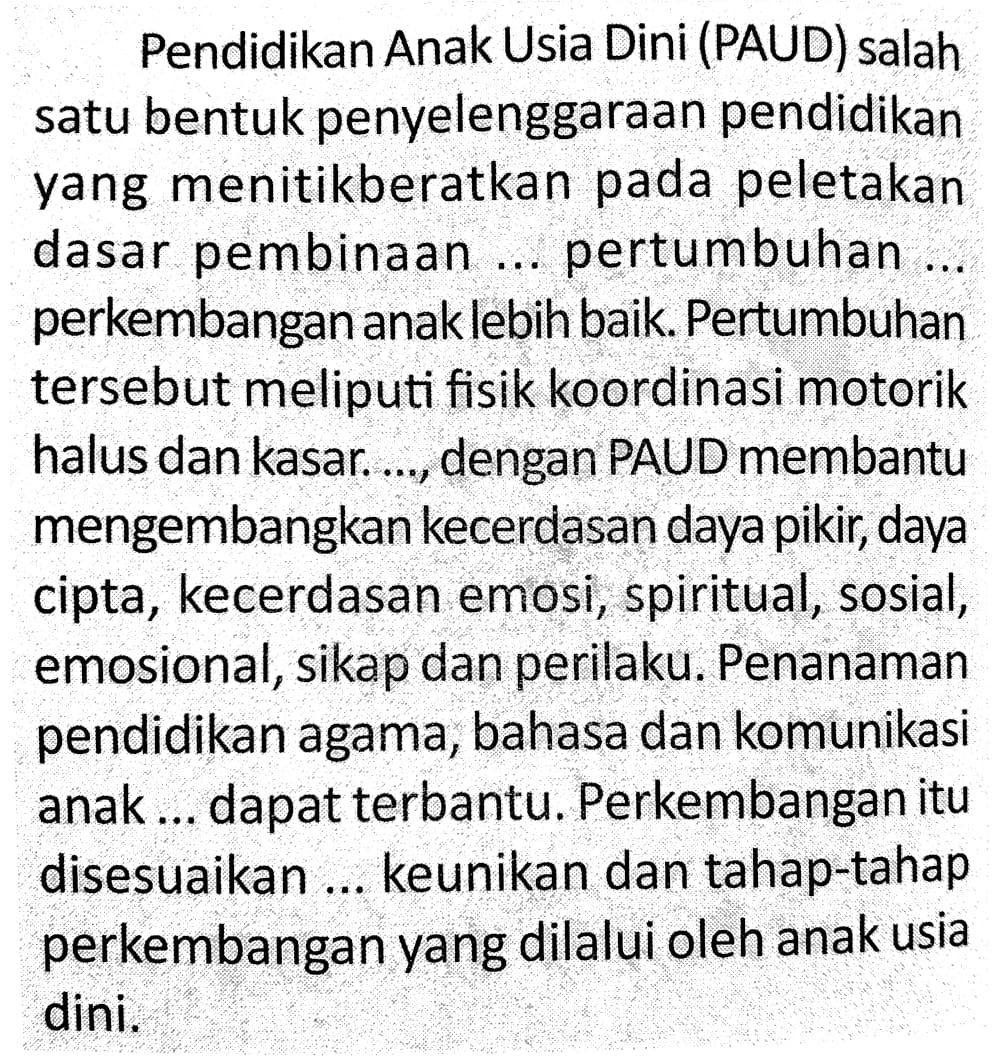 Pendidikan Anak Usia Dini (PAUD) salah
satu bentuk penyelenggaraan pendidikan
yang menitikberatkan pada peletakan
dasar pembinaan ... pertumbuhan ...
perkembangan anak lebih baik. Pertumbuhan
tersebut meliputi fisik koordinasi motorik
halus dan kasar. ..., dengan PAUD membantu
mengembangkan kecerdasan daya pikir, daya
cipta, kecerdasan emosi, spiritual, sosial,
emosional, sikap dan perilaku. Penanaman
pendidikan agama, bahasa dan komunikasi
anak ... dapat terbantu. Perkembangan itu
disesuaikan ... keunikan dan tahap-tahap
perkembangan yang dilalui oleh anak usia
dini.